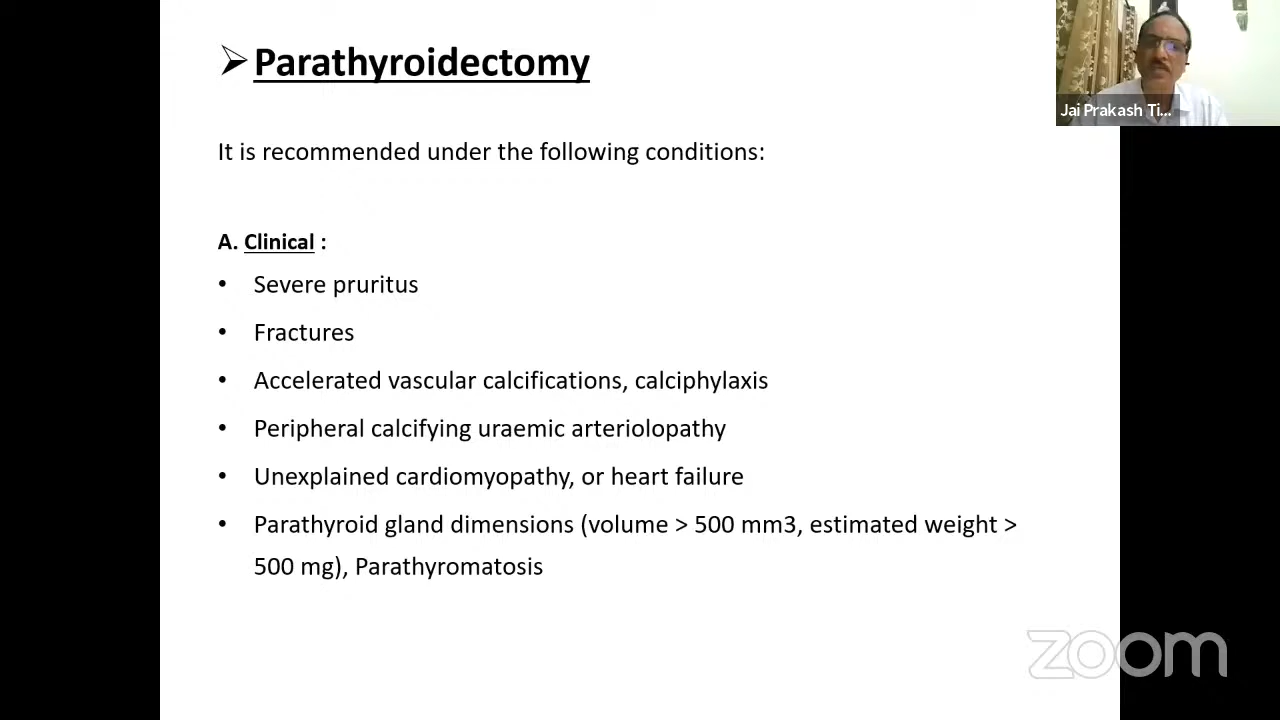 ➢ Parathyroidectomy
Jai Prakash Ti...
It is recommended under the following conditions:
A. Clinical :
• Severe pruritus
• Fractures
• Accelerated vascular calcifications, calciphylaxis
• Peripheral calcifying uraemic arteriolopathy
• Unexplained cardiomyopathy, or heart failure
• Parathyroid gland dimensions (volume > 500 mm3, estimated weight >
500 mg), Parathyromatosis
zoom